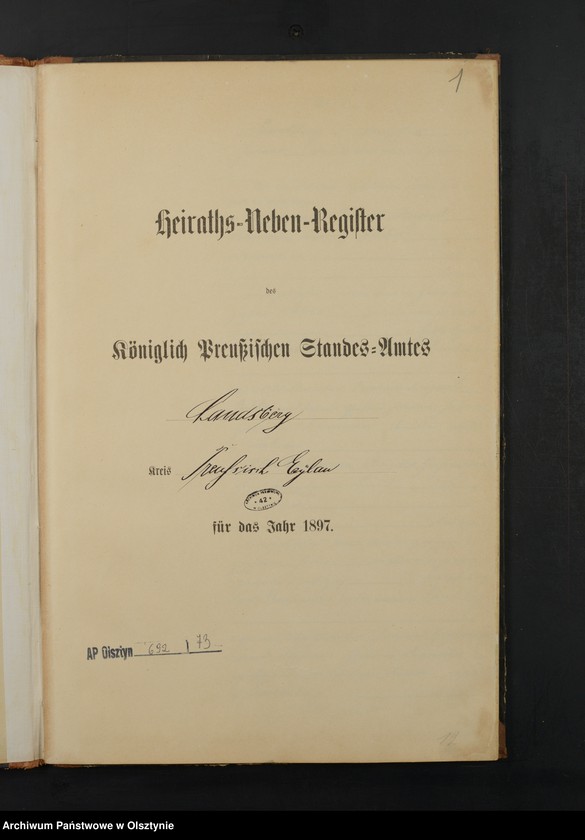 1
Heiraths-Neben-Register
des
Königlich Preußischen Standes-Amtes
Landsberg
Kreis Preussisch Eylau
42
für das Jahr 1897.
AP Olsztyn 692 / 73
Archiwum Państwowe w Olsztynie